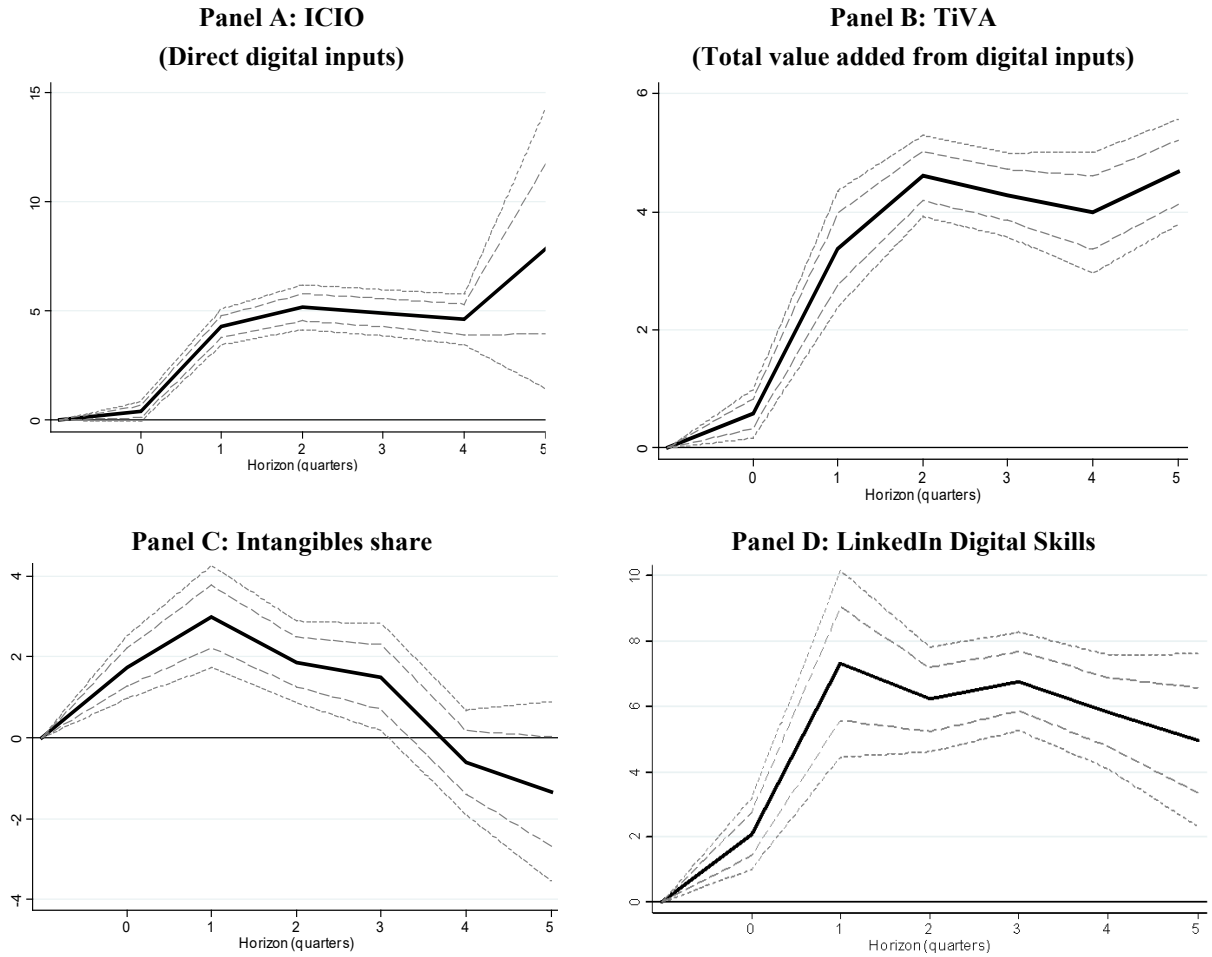 Panel A: ICIO
(Direct digital inputs)
15
10
5
0
0 1 2 3 4 5
Horizon (quarters)
Panel B: TiVA
(Total value added from digital inputs)
6
4
2
0
0 1 2 3 4 5
Horizon (quarters)
Panel C: Intangibles share
4
2
0
-2
-4
0 1 2 3 4 5
Horizon (quarters)
Panel D: LinkedIn Digital Skills
10
8
6
4
2
0
0 1 2 3 4 5
Horizon (quarters)